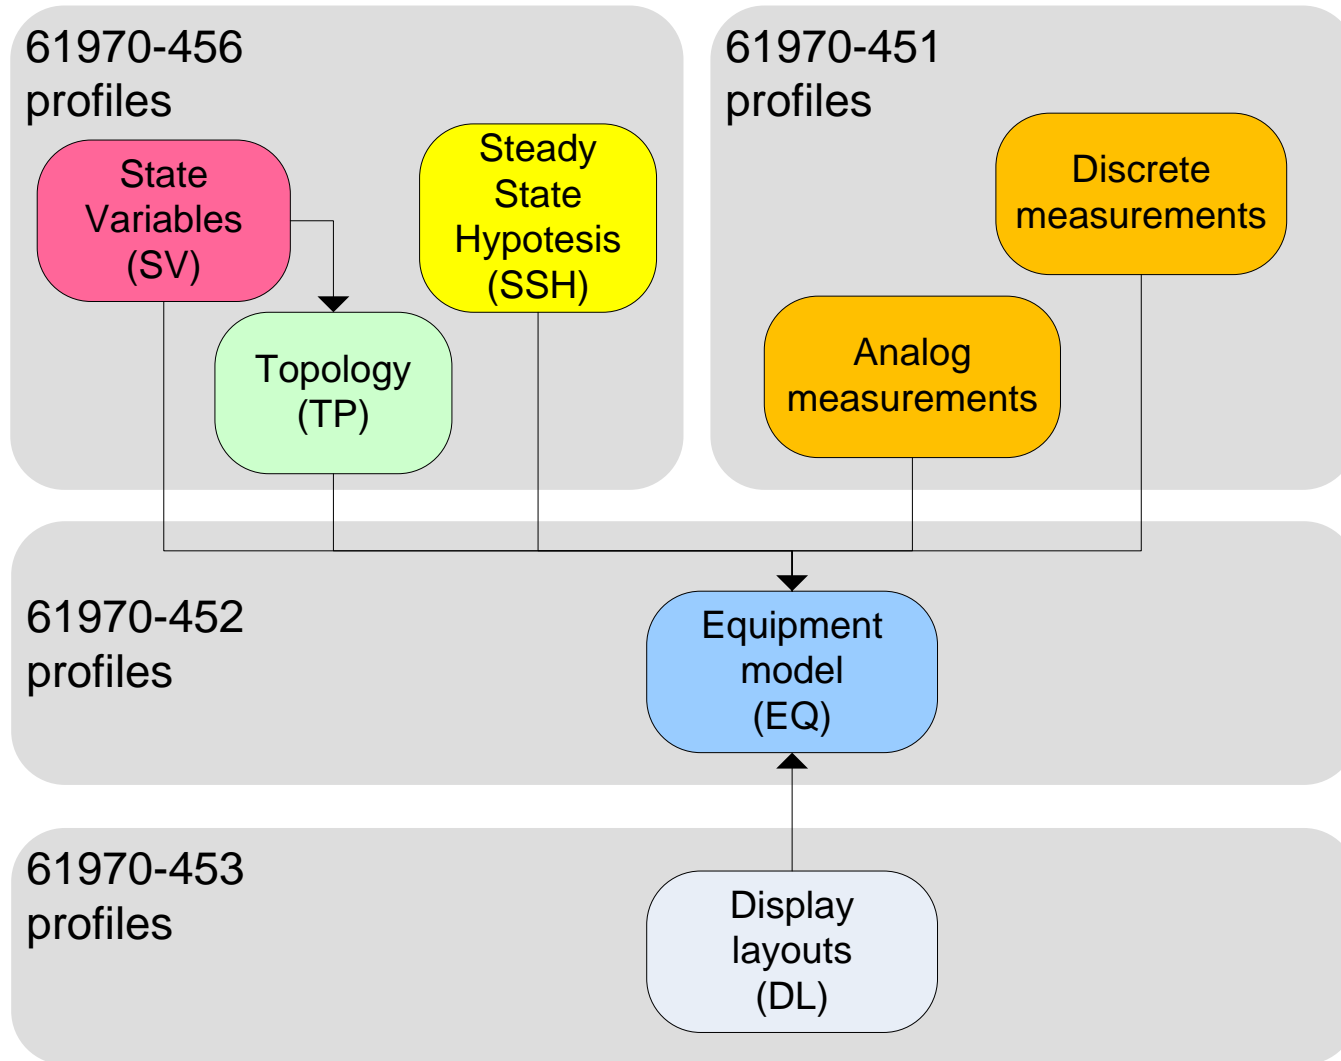 61970-456
profiles
State
Variables
(SV)
Steady
State
Hypotesis
(SSH)
Topology
(TP)
61970-451
profiles
Discrete
measurements
Analog
measurements
61970-452
profiles
Equipment
model
(EQ)
61970-453
profiles
Display
layouts
(DL)